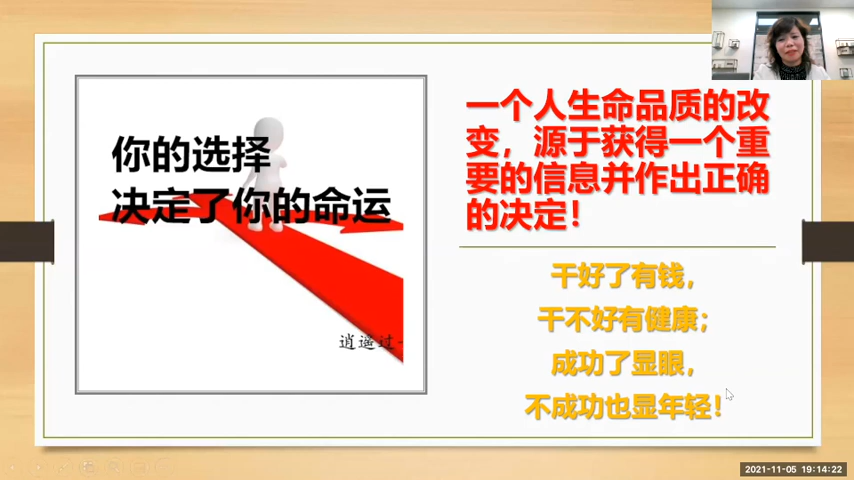 你的选择
决定了你的命运
逍遥过
一个人生命品质的改
变，源于获得一个重
要的信息并作出正确
的决定！
干好了有钱，
干不好有健康；
成功了显眼，
不成功也显年轻！
2021-11-05 19:14:22